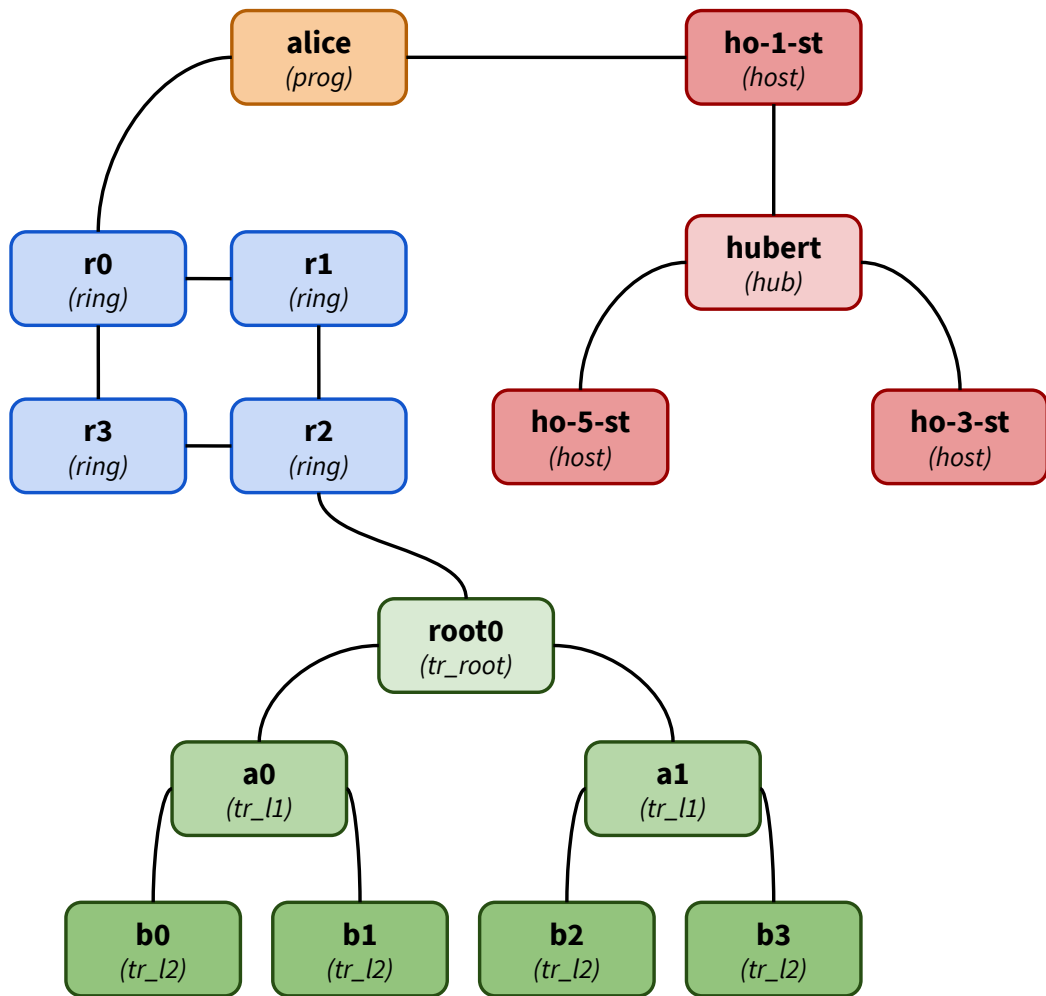 alice
(prog)
ho-1-st
(host)
r0
(ring)
r1
(ring)
hubert
(hub)
r3
(ring)
r2
(ring)
ho-5-st
(host)
ho-3-st
(host)
root0
(tr_root)
a0
(tr_l1)
a1
(tr_l1)
b0
(tr_l2)
b1
(tr_l2)
b2
(tr_l2)
b3
(tr_l2)